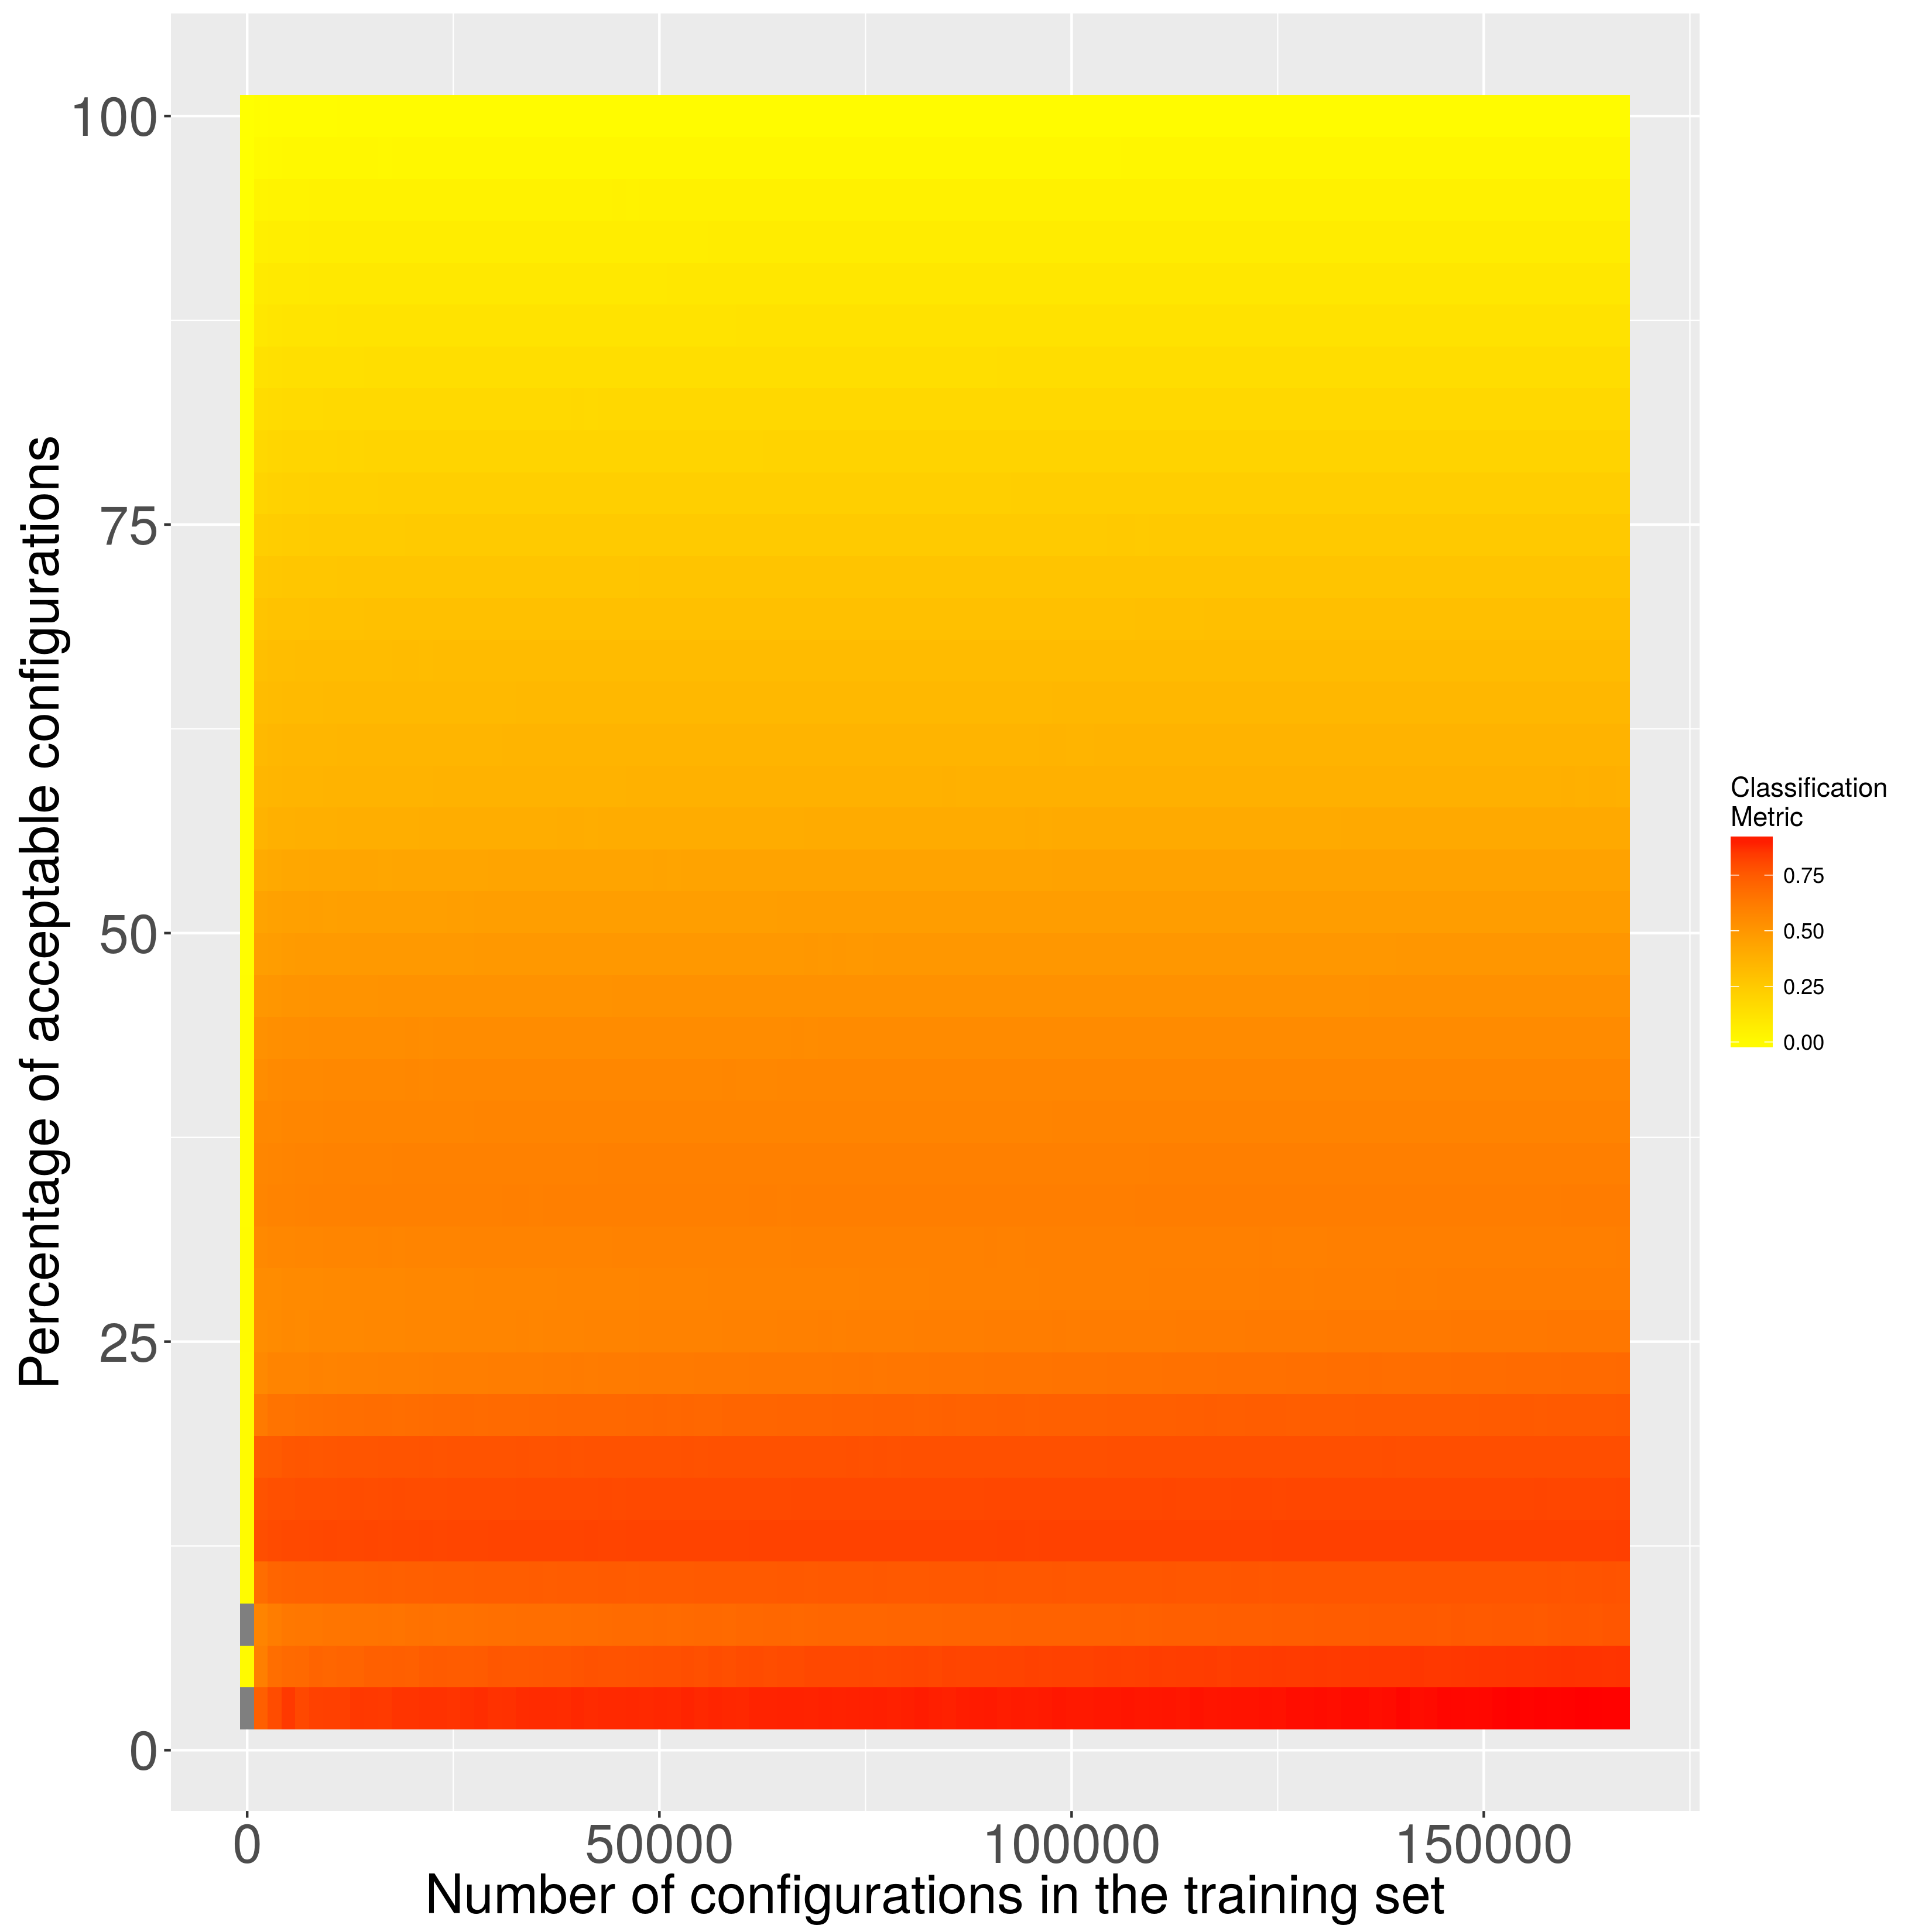 100
75
50
25
0
Percentage of acceptable configurations
0 50000 100000 150000
Number of configurations in the training set
Classification
Metric
0.75
0.50
0.25
0.00